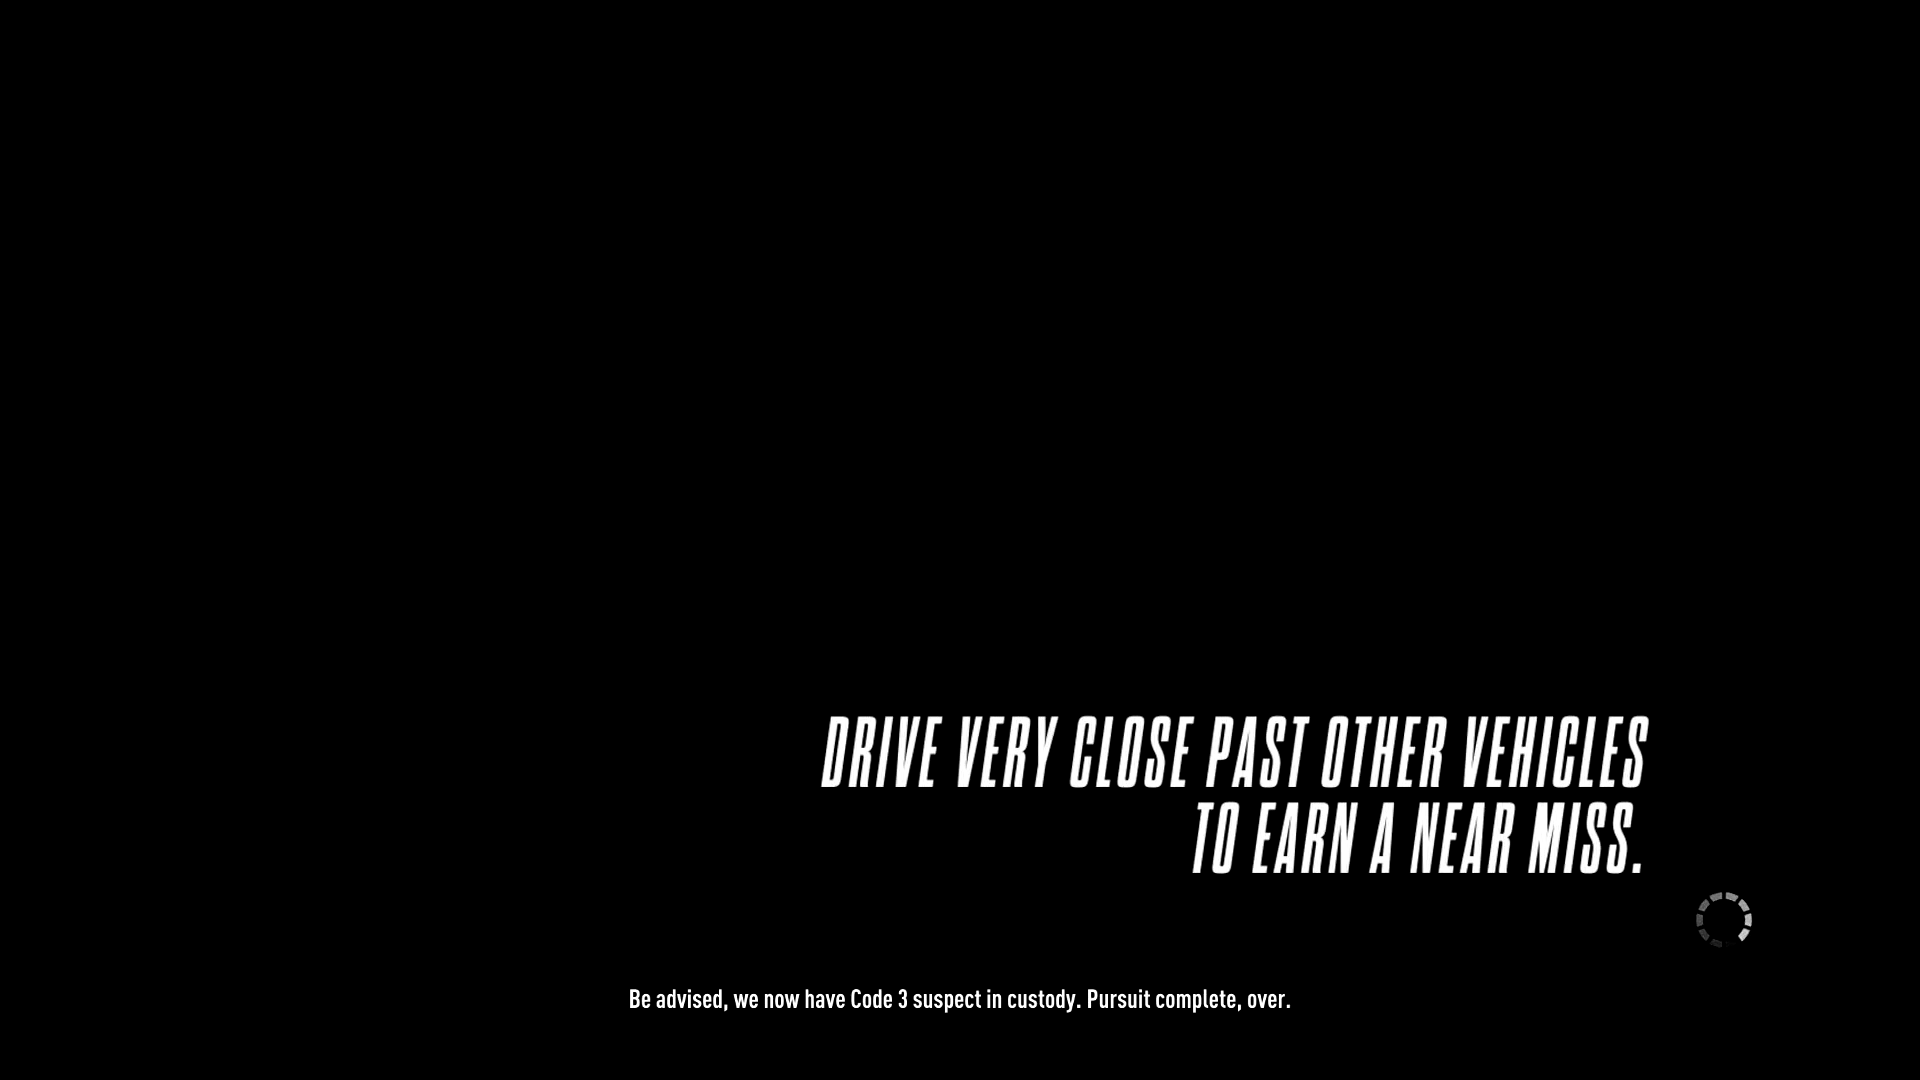 DRIVE VERY CLOSE PAST OTHER VEHICLES
TO EARN A NEAR MISS.
Be advised, we now have Code 3 suspect in custody. Pursuit complete, over.